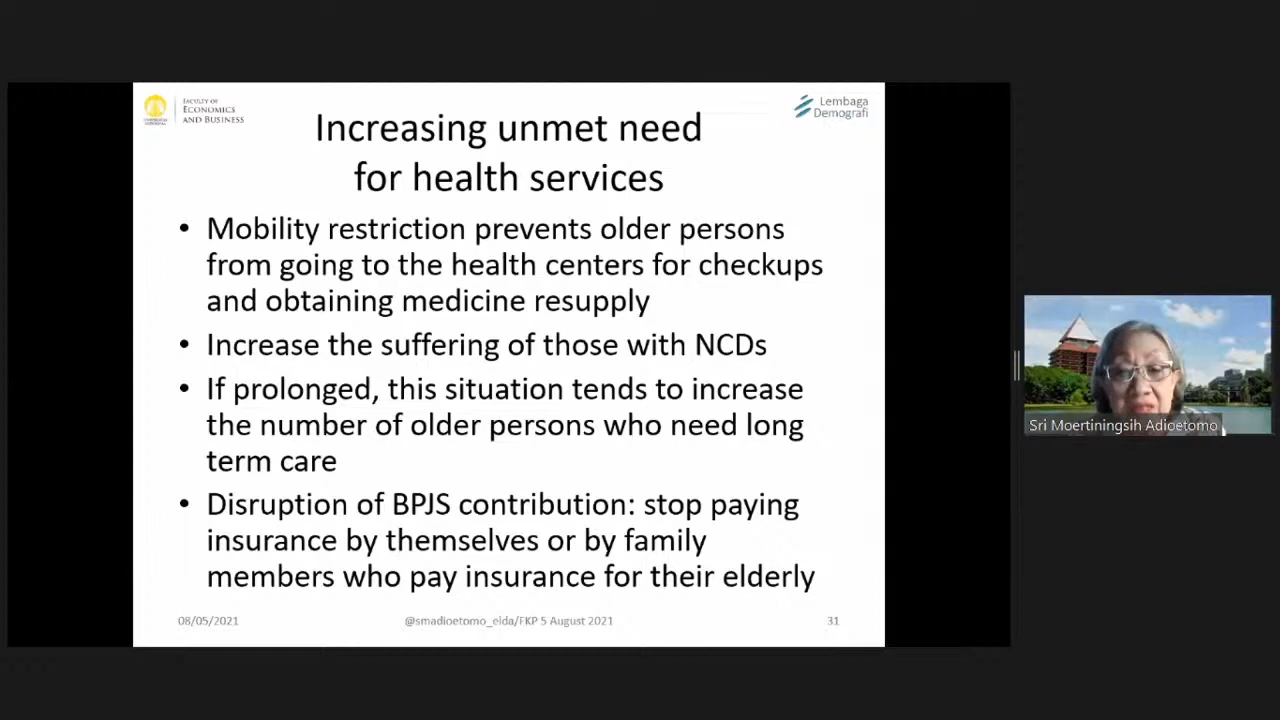 FACULTY OF
ECONOMICS
AND BUSINESS
Lembaga
Demografi
Increasing unmet need
for health services
• Mobility restriction prevents older persons
from going to the health centers for checkups
and obtaining medicine resupply
• Increase the suffering of those with NCDs
• If prolonged, this situation tends to increase
the number of older persons who need long
term care
• Disruption of BPJS contribution: stop paying
insurance by themselves or by family
members who pay insurance for their elderly
08/05/2021
@smadioetomo_elda/FKP 5 August 2021
31
Sri Moertiningsih Adioetomo